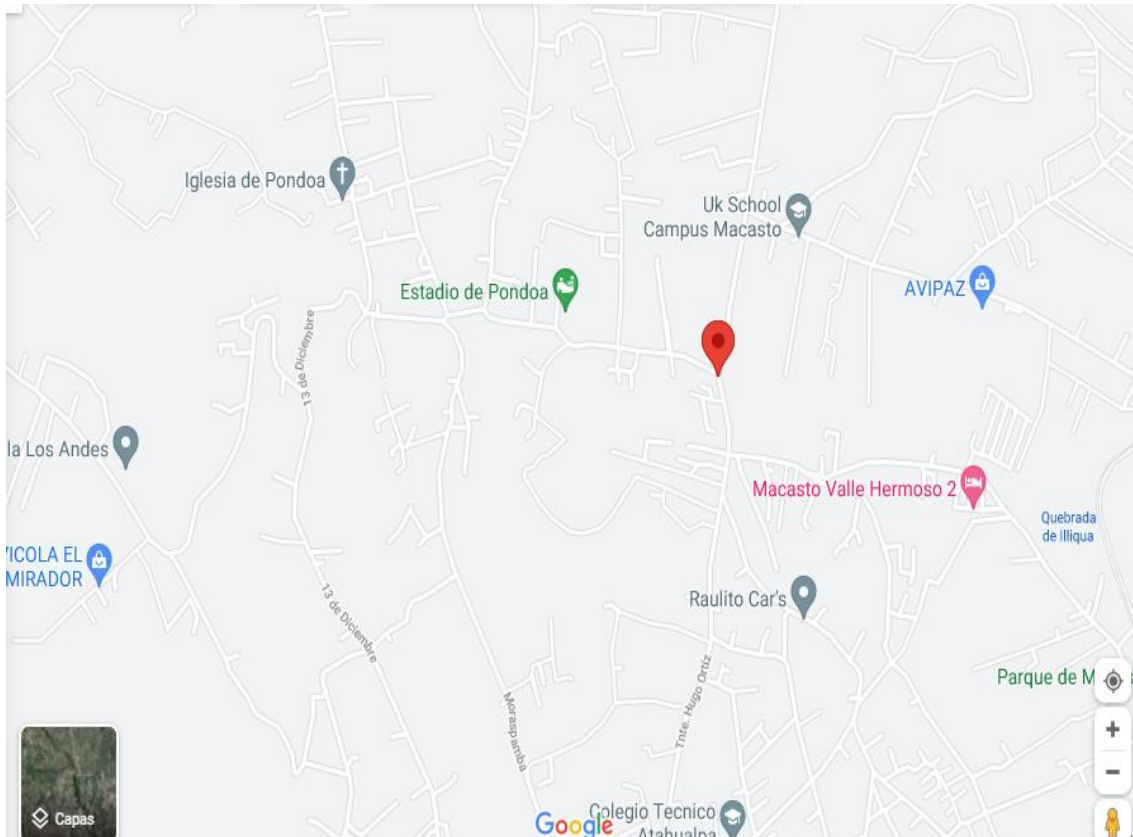 Iglesia de Pondoa
Uk School
Campus Macasto
Estadio de Pondoa
AVIPAZ
13 de Diciembre
la Los Andes
Macasto Valle Hermoso 2
Quebrada
de Illiqua
VICOLA EL
MIRADOR
13 de Diciembre
Raulito Car's
Tnte. Hugo Ortíz
Parque de M
Moraspamba
Capas
Google
Colegio Tecnico
Atahualpa